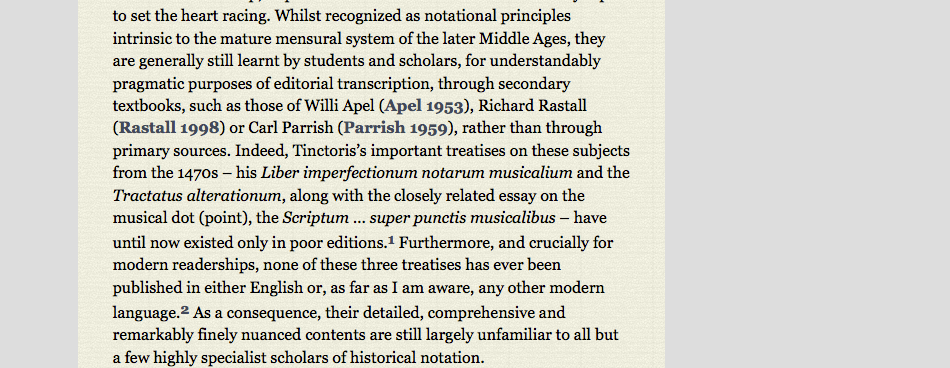 to set the heart racing. Whilst recognized as notational principles
intrinsic to the mature mensural system of the later Middle Ages, they
are generally still learnt by students and scholars, for understandably
pragmatic purposes of editorial transcription, through secondary
textbooks, such as those of Willi Apel (Apel 1953), Richard Rastall
(Rastall 1998) or Carl Parrish (Parrish 1959), rather than through
primary sources. Indeed, Tinctoris’s important treatises on these subjects
from the 1470s – his Liber imperfectionum notarum musicalium and the
Tractatus alterationum, along with the closely related essay on the
musical dot (point), the Scriptum ... super punctis musicalibus – have
until now existed only in poor editions.1 Furthermore, and crucially for
modern readerships, none of these three treatises has ever been
published in either English or, as far as I am aware, any other modern
language.2 As a consequence, their detailed, comprehensive and
remarkably finely nuanced contents are still largely unfamiliar to all but
a few highly specialist scholars of historical notation.